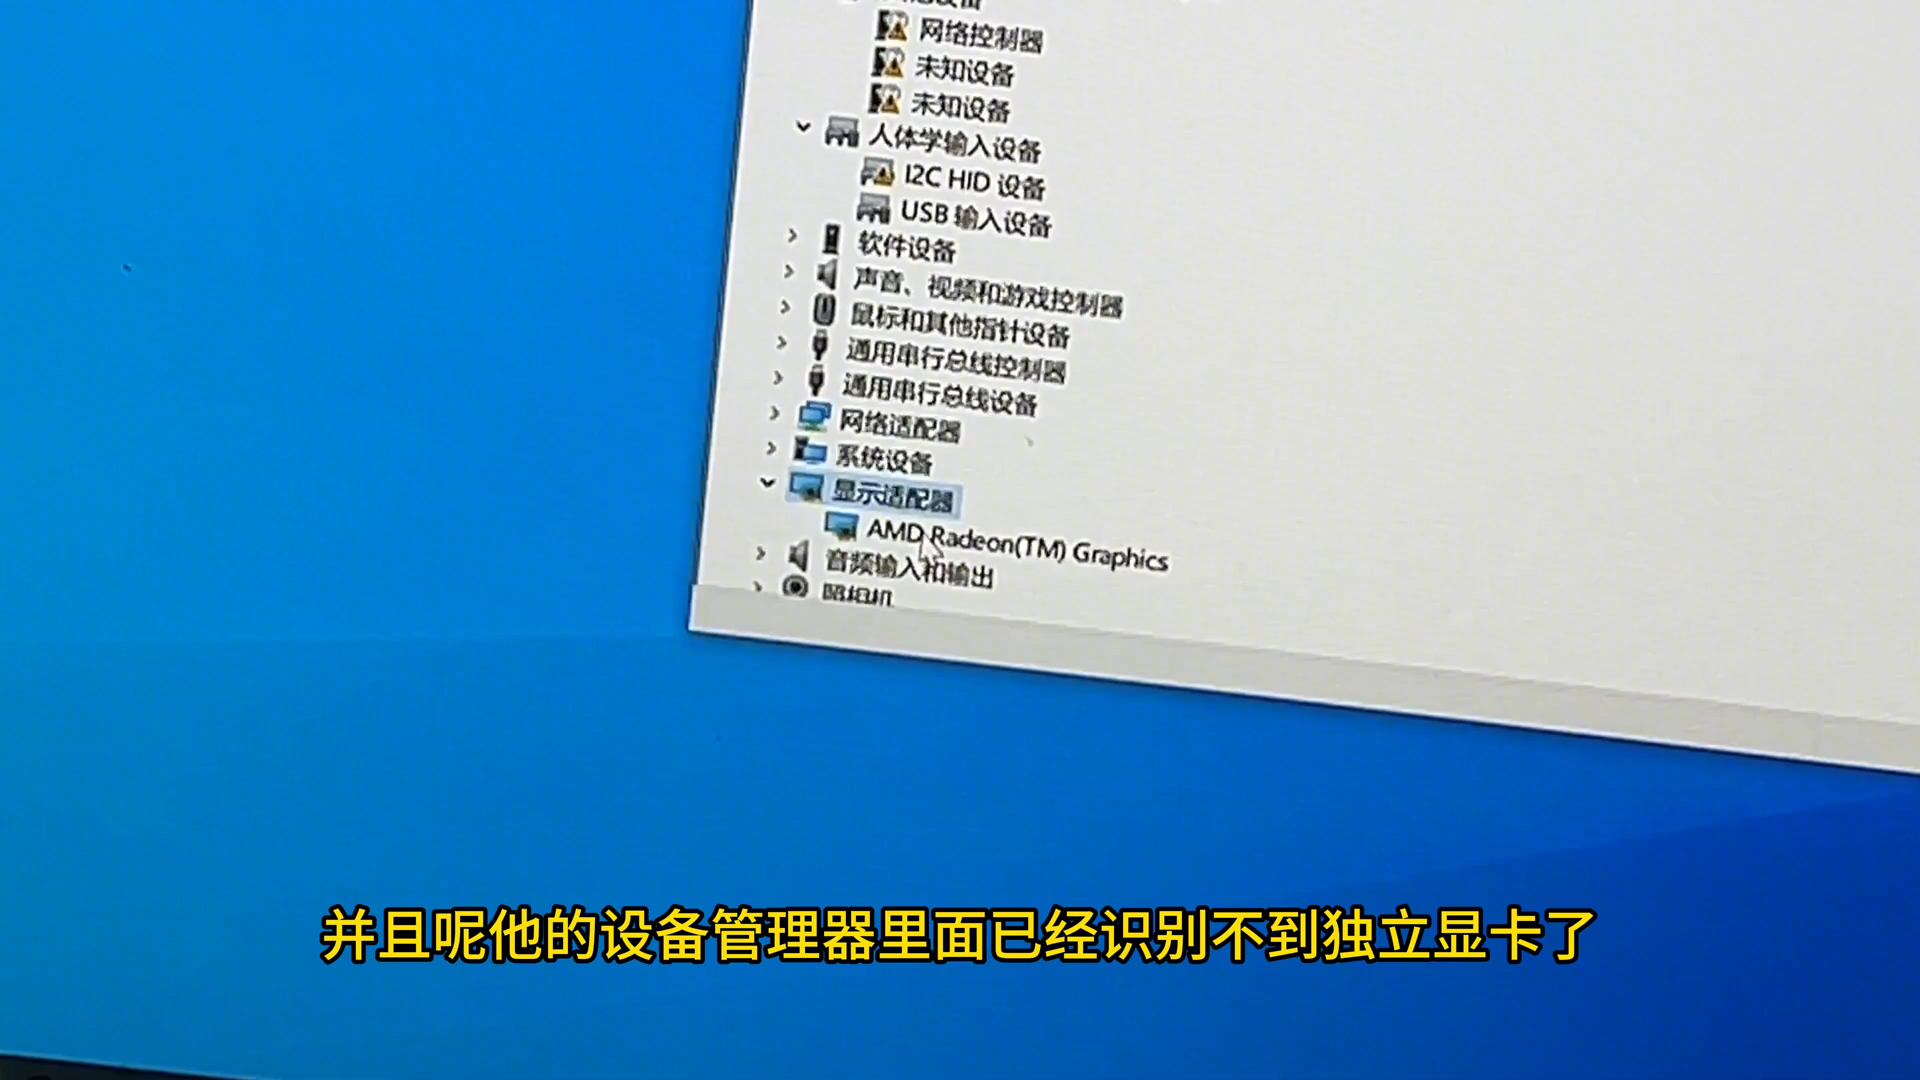 网络控制器
未知设备
未知设备
人体学输入设备
I2C HID 设备
USB 输入设备
软件设备
声音、视频和游戏控制器
鼠标和其他指针设备
通用串行总线控制器
通用串行总线设备
网络适配器
系统设备
显示适配器
AMD Radeon(TM) Graphics
音频输入和输出
照相机
并且呢他的设备管理器里面已经识别不到独立显卡了